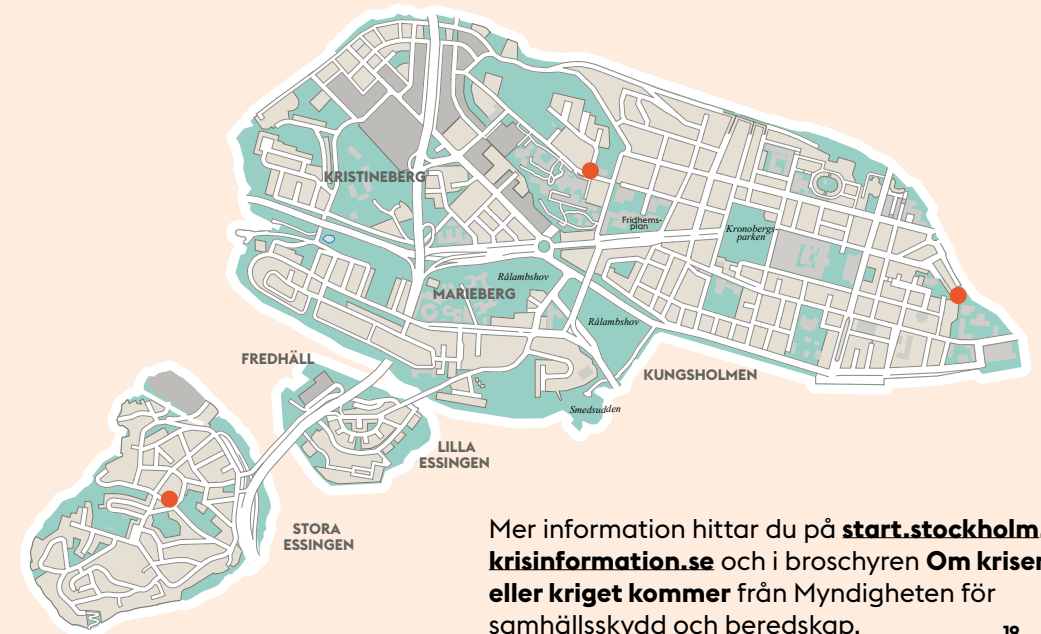 KRISTINEBERG
Fridhems-
plan
Kronobergs-
parken
Rålambshov
MARIEBERG
Rålambshov
FREDHÄLL
KUNGSHOLMEN
Smedsudden
LILLA
ESSINGEN
STORA
ESSINGEN
Mer information hittar du på start.stockholm,
krisinformation.se och i broschyren Om krisen
eller kriget kommer från Myndigheten för
samhällsskydd och beredskap.
19